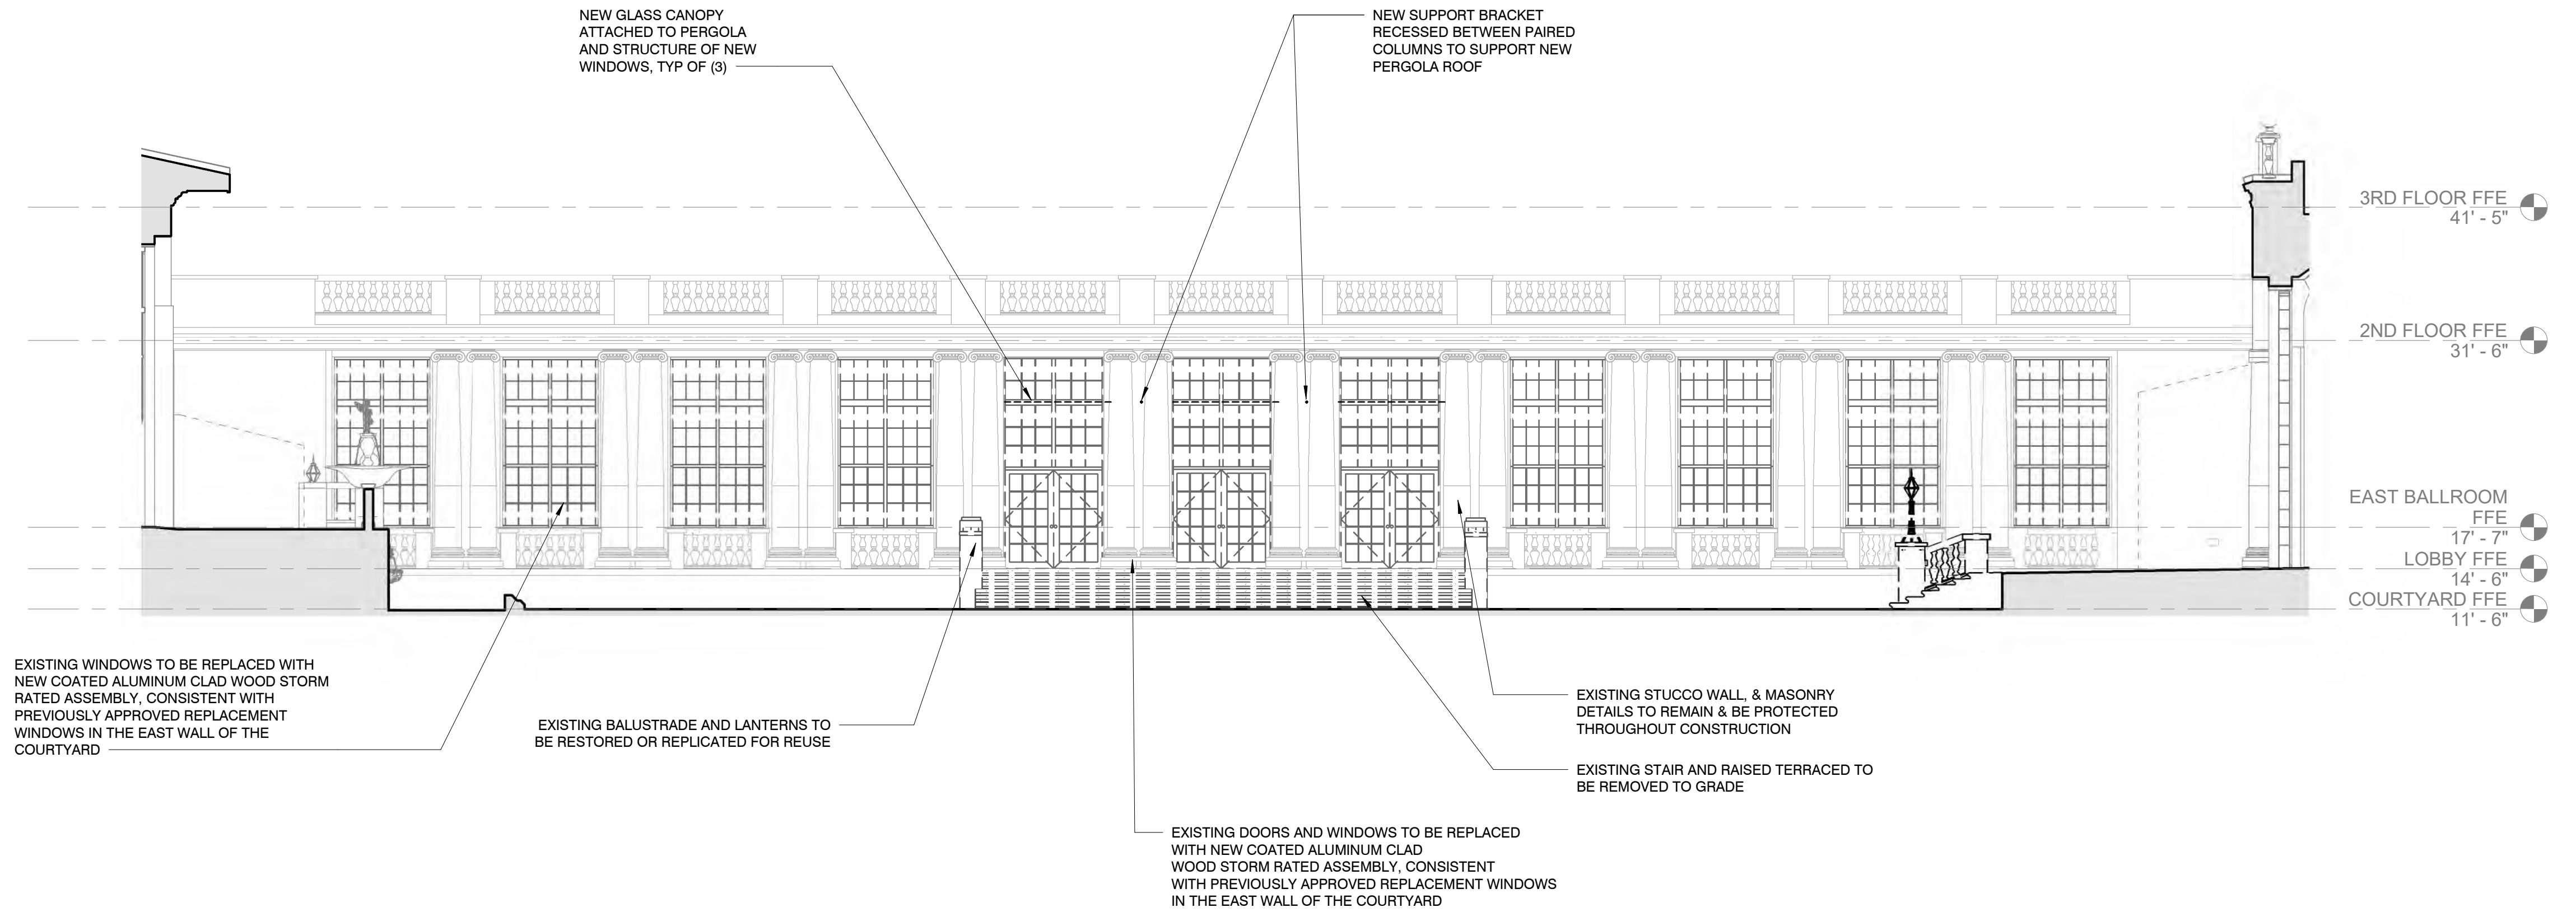 NEW GLASS CANOPY
ATTACHED TO PERGOLA
AND STRUCTURE OF NEW
WINDOWS, TYP OF (3)
NEW SUPPORT BRACKET
RECESSED BETWEEN PAIRED
COLUMNS TO SUPPORT NEW
PERGOLA ROOF
3RD FLOOR FFE
41' - 5"
2ND FLOOR FFE
31' - 6"
EAST BALLROOM
FFE
17' - 7"
LOBBY FFE
14' - 6"
COURTYARD FFE
11' - 6"
EXISTING WINDOWS TO BE REPLACED WITH
NEW COATED ALUMINUM CLAD WOOD STORM
RATED ASSEMBLY, CONSISTENT WITH
PREVIOUSLY APPROVED REPLACEMENT
WINDOWS IN THE EAST WALL OF THE
COURTYARD
EXISTING BALUSTRADE AND LANTERNS TO
BE RESTORED OR REPLICATED FOR REUSE
EXISTING STUCCO WALL, & MASONRY
DETAILS TO REMAIN & BE PROTECTED
THROUGHOUT CONSTRUCTION
EXISTING STAIR AND RAISED TERRACED TO
BE REMOVED TO GRADE
EXISTING DOORS AND WINDOWS TO BE REPLACED
WITH NEW COATED ALUMINUM CLAD
WOOD STORM RATED ASSEMBLY, CONSISTENT
WITH PREVIOUSLY APPROVED REPLACEMENT WINDOWS
IN THE EAST WALL OF THE COURTYARD